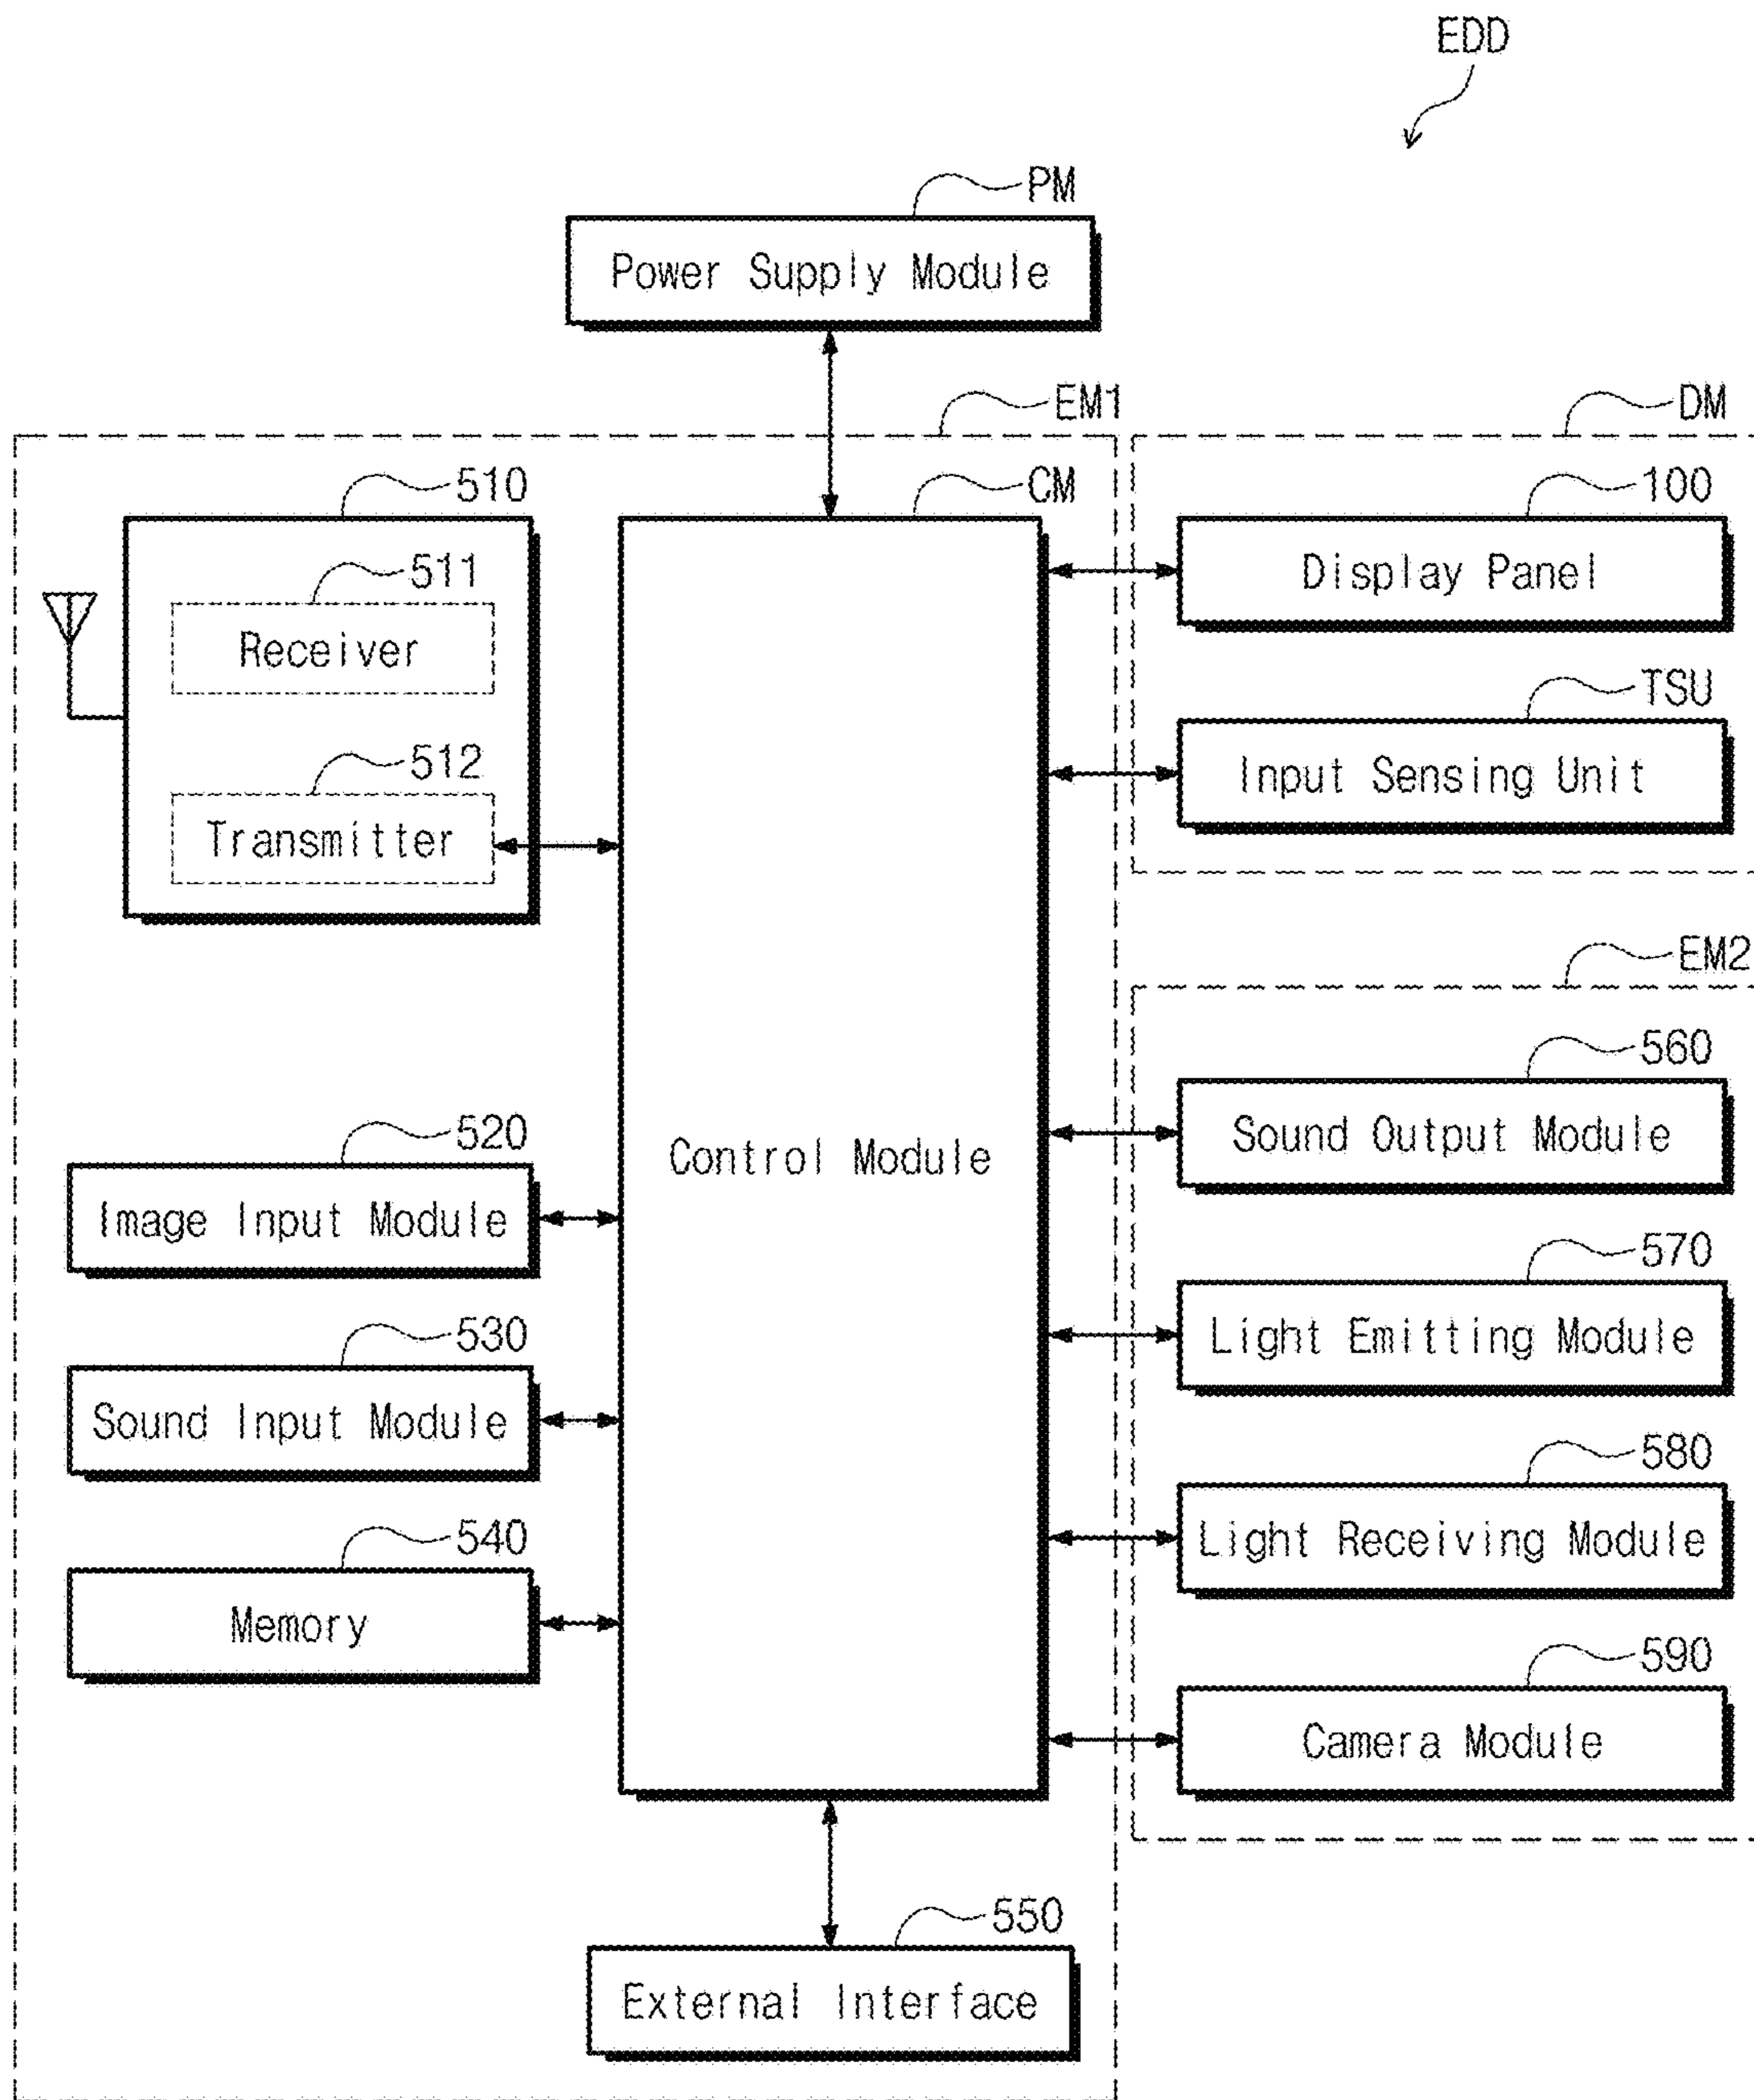 EDD
PM
Power Supply Module
EM1
DM
510
CM
100
511
Receiver
Display Panel
512
Transmitter
TSU
Input Sensing Unit
EM2
560
Sound Output Module
520
Image Input Module
Control Module
570
Light Emitting Module
530
Sound Input Module
580
Light Receiving Module
540
Memory
590
Camera Module
550
External Interface